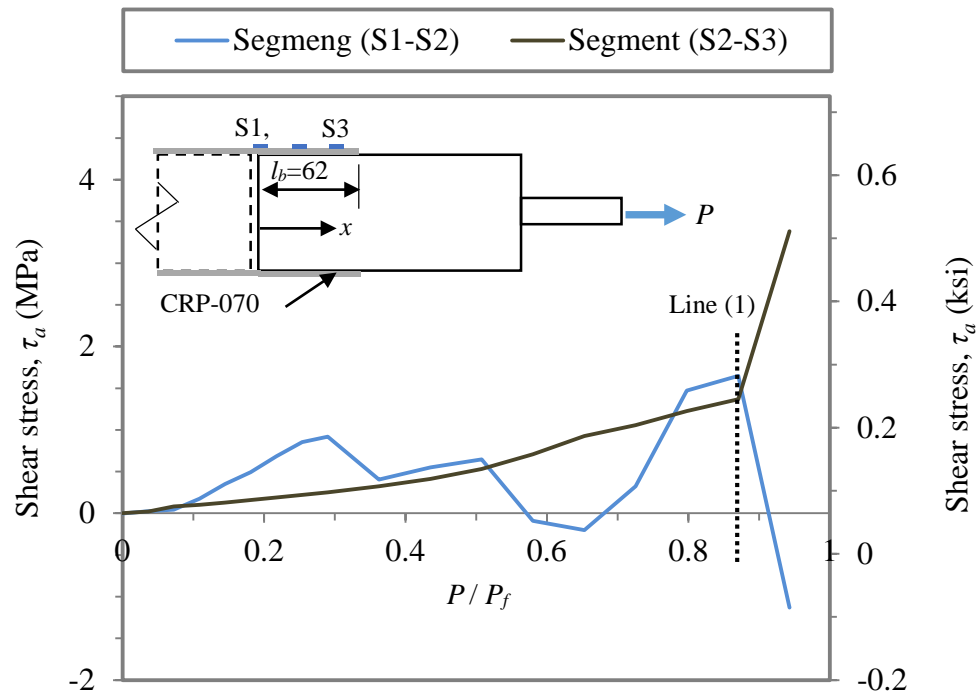 Segmeng (S1-S2)
Segment (S2-S3)
S1,
S3
l_b=62
x
P
CRP-070
Line (1)
Shear stress, τ_a (MPa)
4
2
0
-2
0
0.2
0.4
0.6
0.8
1
P / P_f
0.6
0.4
0.2
0
-0.2
Shear stress, τ_a (ksi)